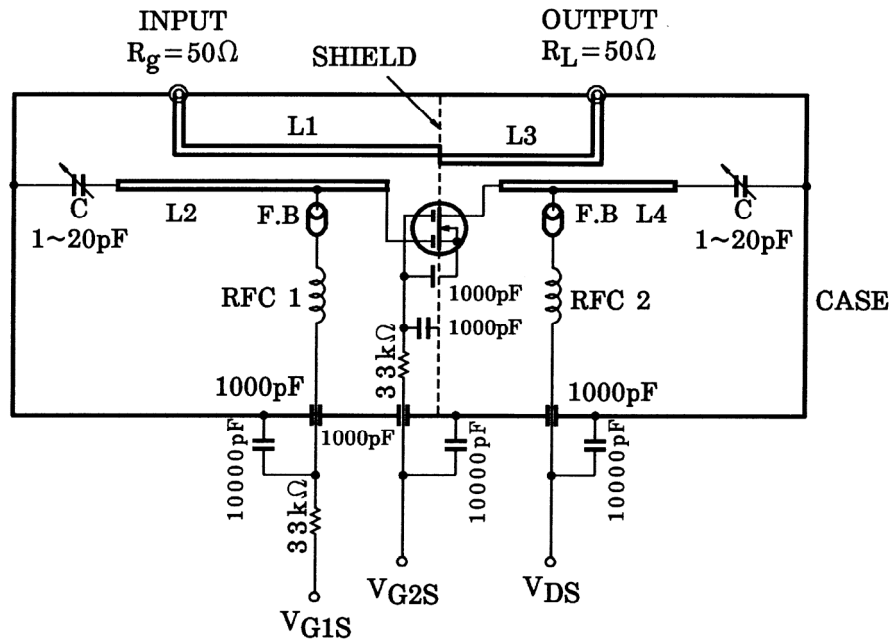 INPUT
Rg=50Ω
OUTPUT
RL=50Ω
SHIELD
L1
L3
C
1~20pF
L2
F.B
F.B
L4
C
1~20pF
RFC 1
1000pF
RFC 2
CASE
1000pF
33kΩ
1000pF
1000pF
1000pF
10000pF
10000pF
10000pF
33kΩ
VG1S
VG2S
VDS